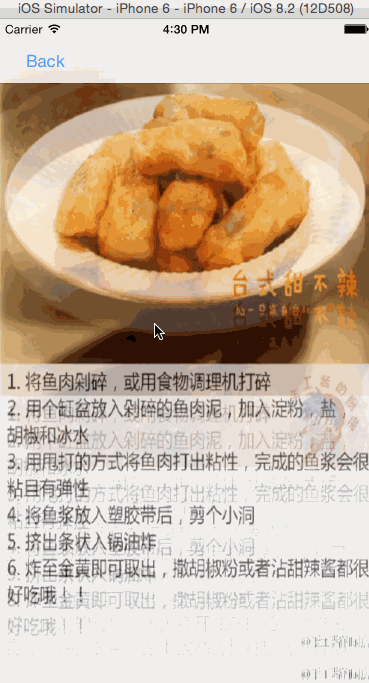 iOS Simulator - iPhone 6 - iPhone 6 / iOS 8.2 (12D508)
Carrier 4:30 PM
Back
台式甜不辣
1. 将鱼肉剁碎，或用食物调理机打碎
2. 用个缸盆放入剁碎的鱼肉泥，加入淀粉、盐，
胡椒和冰水
3. 用甩打的方式将鱼肉打出粘性，完成的鱼浆会很
粘且有弹性
4. 将鱼浆放入塑胶带后，剪个小洞
5. 挤出条状入锅油炸
6. 炸至金黄即可取出，撒胡椒粉或者沾甜辣酱都很
好吃哦！！